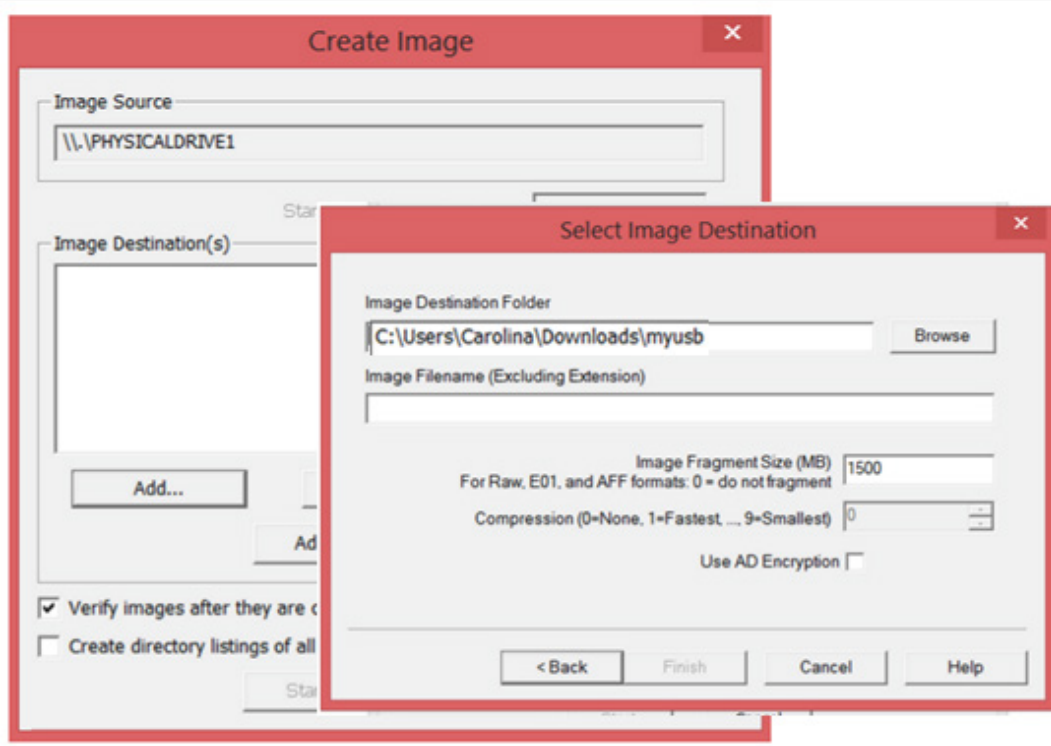 Create Image
Image Source
\\.\PHYSICALDRIVE1
Image Destination(s)
Add...
Verify images after they are
Create directory listings of all
Select Image Destination
Image Destination Folder
C:\Users\Carolina\Downloads\myusb
Browse
Image Filename (Excluding Extension)
Image Fragment Size (MB)
1500
For Raw, E01, and AFF formats: 0 = do not fragment
Compression (0=None, 1=Fastest, ..., 9=Smallest)
0
Use AD Encryption
< Back
Finish
Cancel
Help